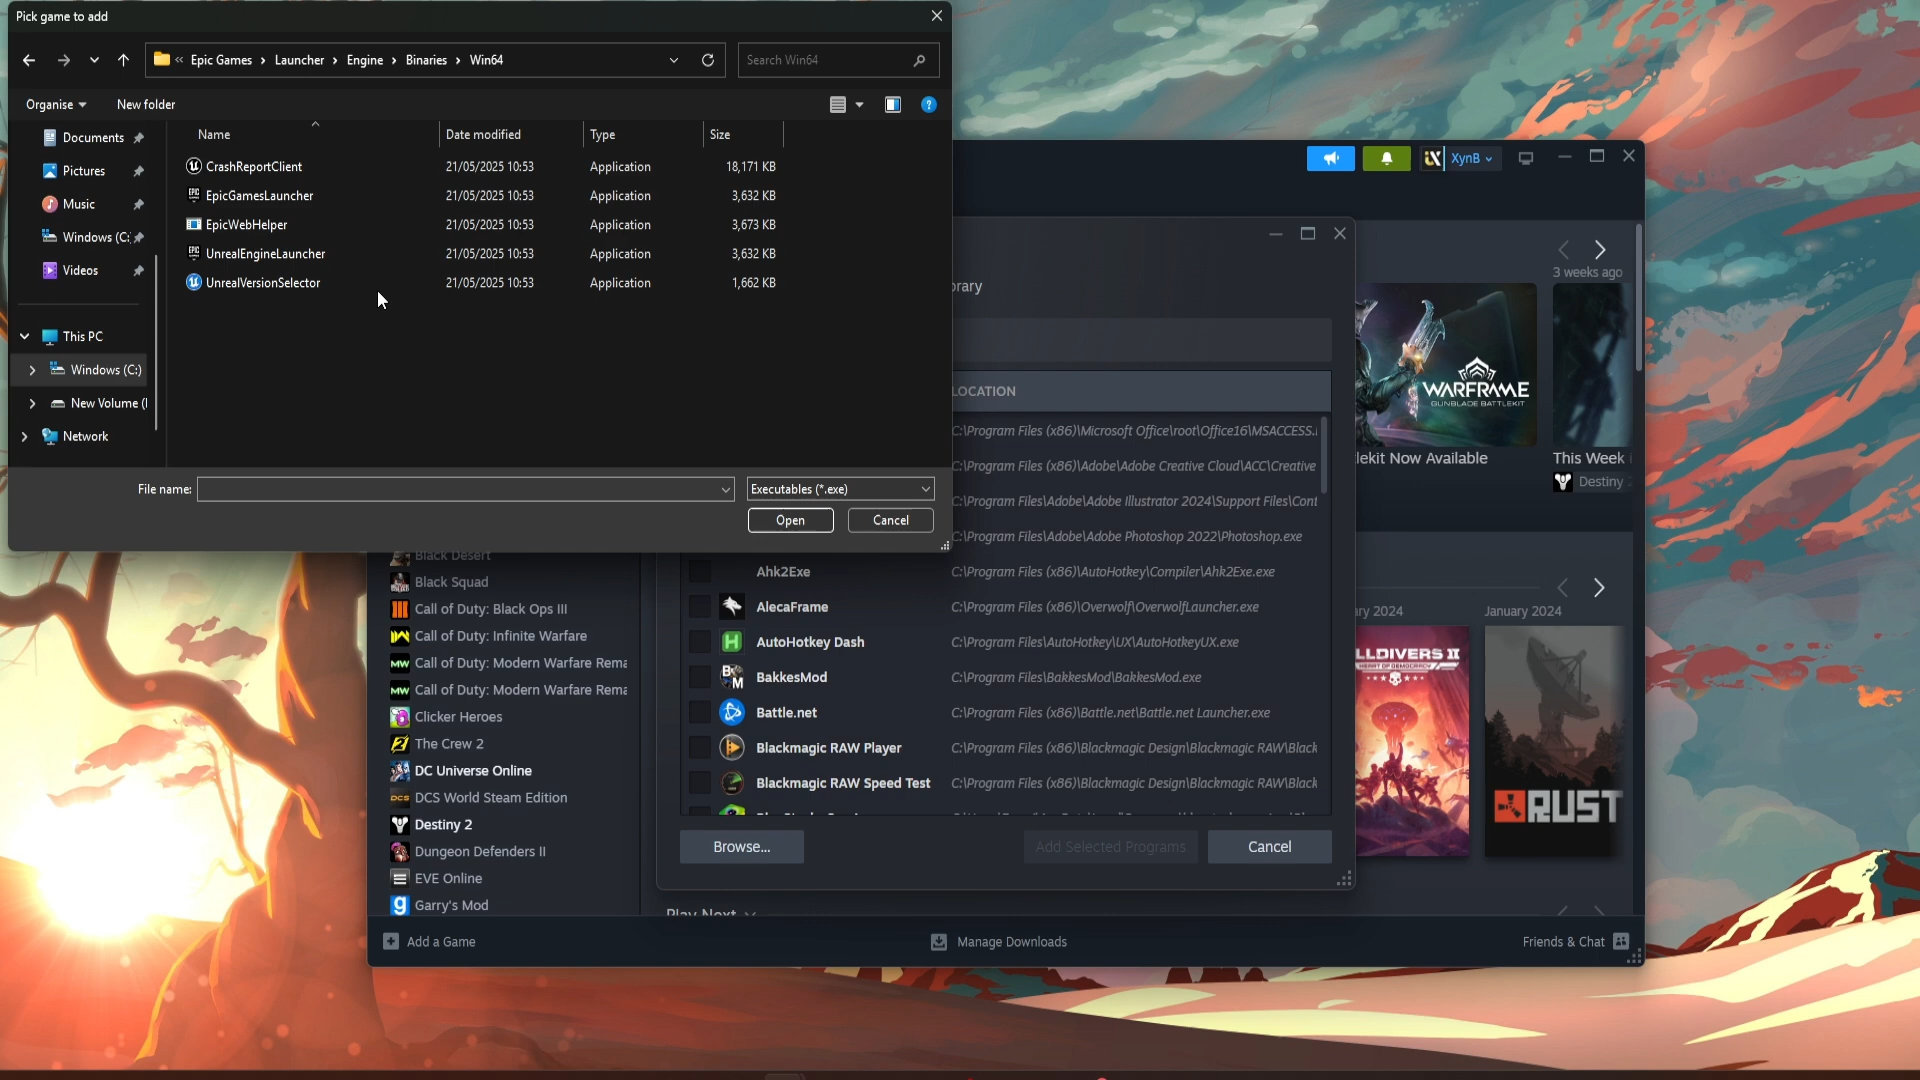 Pick game to add
« Epic Games › Launcher › Engine › Binaries › Win64
Search Win64
Organise
New folder
Documents
Pictures
Music
Windows (C:
Videos
This PC
Windows (C:)
New Volume (
Network
Name
Date modified
Type
Size
CrashReportClient 21/05/2025 10:53 Application 18,171 KB
EpicGamesLauncher 21/05/2025 10:53 Application 3,632 KB
EpicWebHelper 21/05/2025 10:53 Application 3,673 KB
UnrealEngineLauncher 21/05/2025 10:53 Application 3,632 KB
UnrealVersionSelector 21/05/2025 10:53 Application 1,662 KB
File name:
Executables (*.exe)
Open
Cancel
XynB
brary
LOCATION
C:\Program Files (x86)\Microsoft Office\root\Office16\MSACCESS.
C:\Program Files (x86)\Adobe\Adobe Creative Cloud\ACC\Creative
C:\Program Files\Adobe\Adobe Illustrator 2024\Support Files\Cont
C:\Program Files\Adobe\Adobe Photoshop 2022\Photoshop.exe
Ahk2Exe C:\Program Files (x86)\AutoHotkey\Compiler\Ahk2Exe.exe
AlecaFrame C:\Program Files (x86)\Overwolf\OverwolfLauncher.exe
AutoHotkey Dash C:\Program Files\AutoHotkey\UX\AutoHotkeyUX.exe
BakkesMod C:\Program Files\BakkesMod\BakkesMod.exe
Battle.net C:\Program Files (x86)\Battle.net\Battle.net Launcher.exe
Blackmagic RAW Player C:\Program Files (x86)\Blackmagic Design\Blackmagic RAW\Black
Blackmagic RAW Speed Test C:\Program Files (x86)\Blackmagic Design\Blackmagic RAW\Black
Browse...
Add Selected Programs
Cancel
Black Desert
Black Squad
Call of Duty: Black Ops III
Call of Duty: Infinite Warfare
Call of Duty: Modern Warfare Rema
Call of Duty: Modern Warfare Rema
Clicker Heroes
The Crew 2
DC Universe Online
DCS World Steam Edition
Destiny 2
Dungeon Defenders II
EVE Online
Garry's Mod
Play Next
3 weeks ago
WARFRAME
GUNBLADE BATTLEKIT
lekit Now Available
This Week
Destiny 2
ry 2024
January 2024
LLDIVERS II
HEART OF DEMOCRACY
RUST
Add a Game
Manage Downloads
Friends & Chat